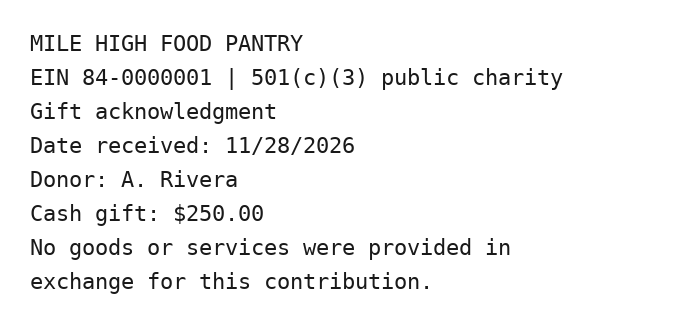 MILE HIGH FOOD PANTRY
EIN 84-0000001 | 501(c)(3) public charity
Gift acknowledgment
Date received: 11/28/2026
Donor: A. Rivera
Cash gift: $250.00
No goods or services were provided in
exchange for this contribution.